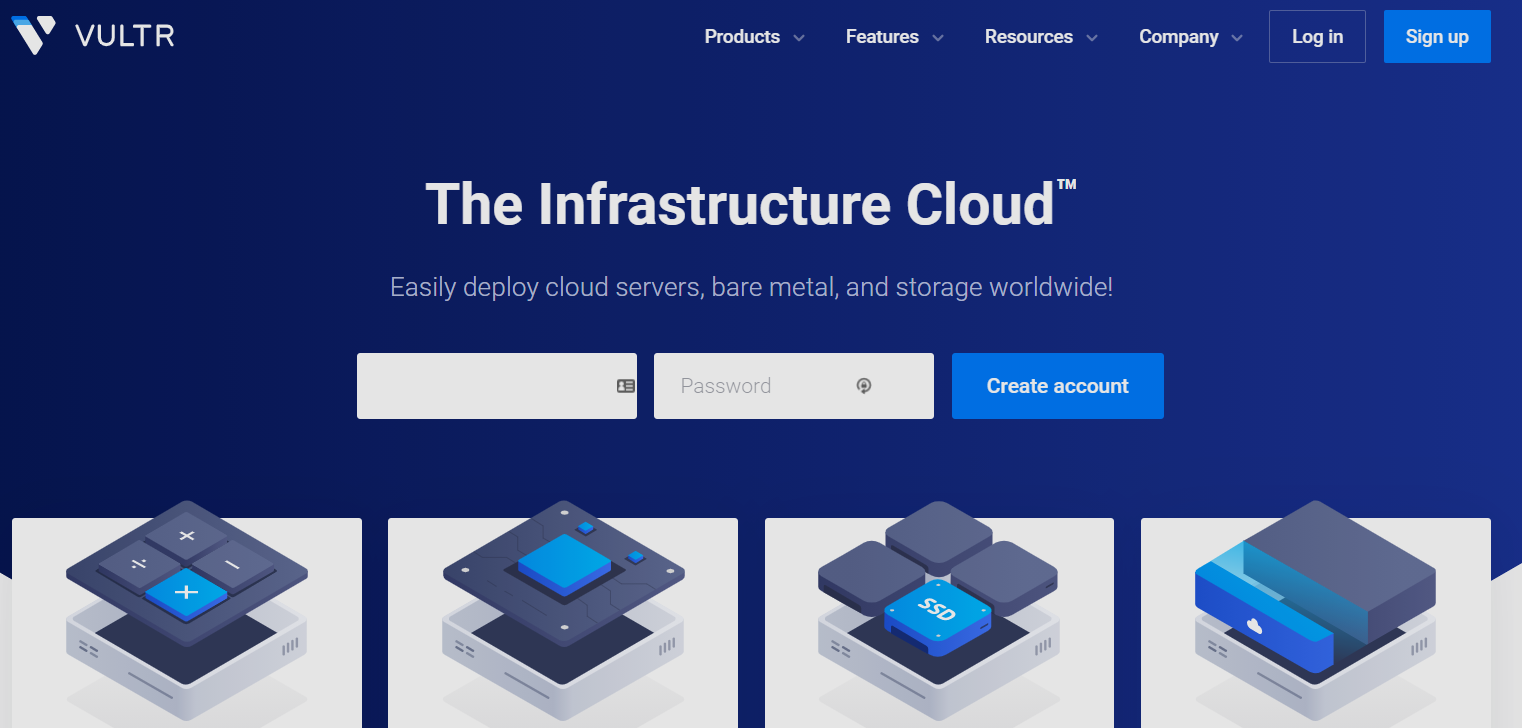 VULTR
Products Features Resources Company Log in Sign up
The Infrastructure Cloud™
Easily deploy cloud servers, bare metal, and storage worldwide!
Password Create account
SSD